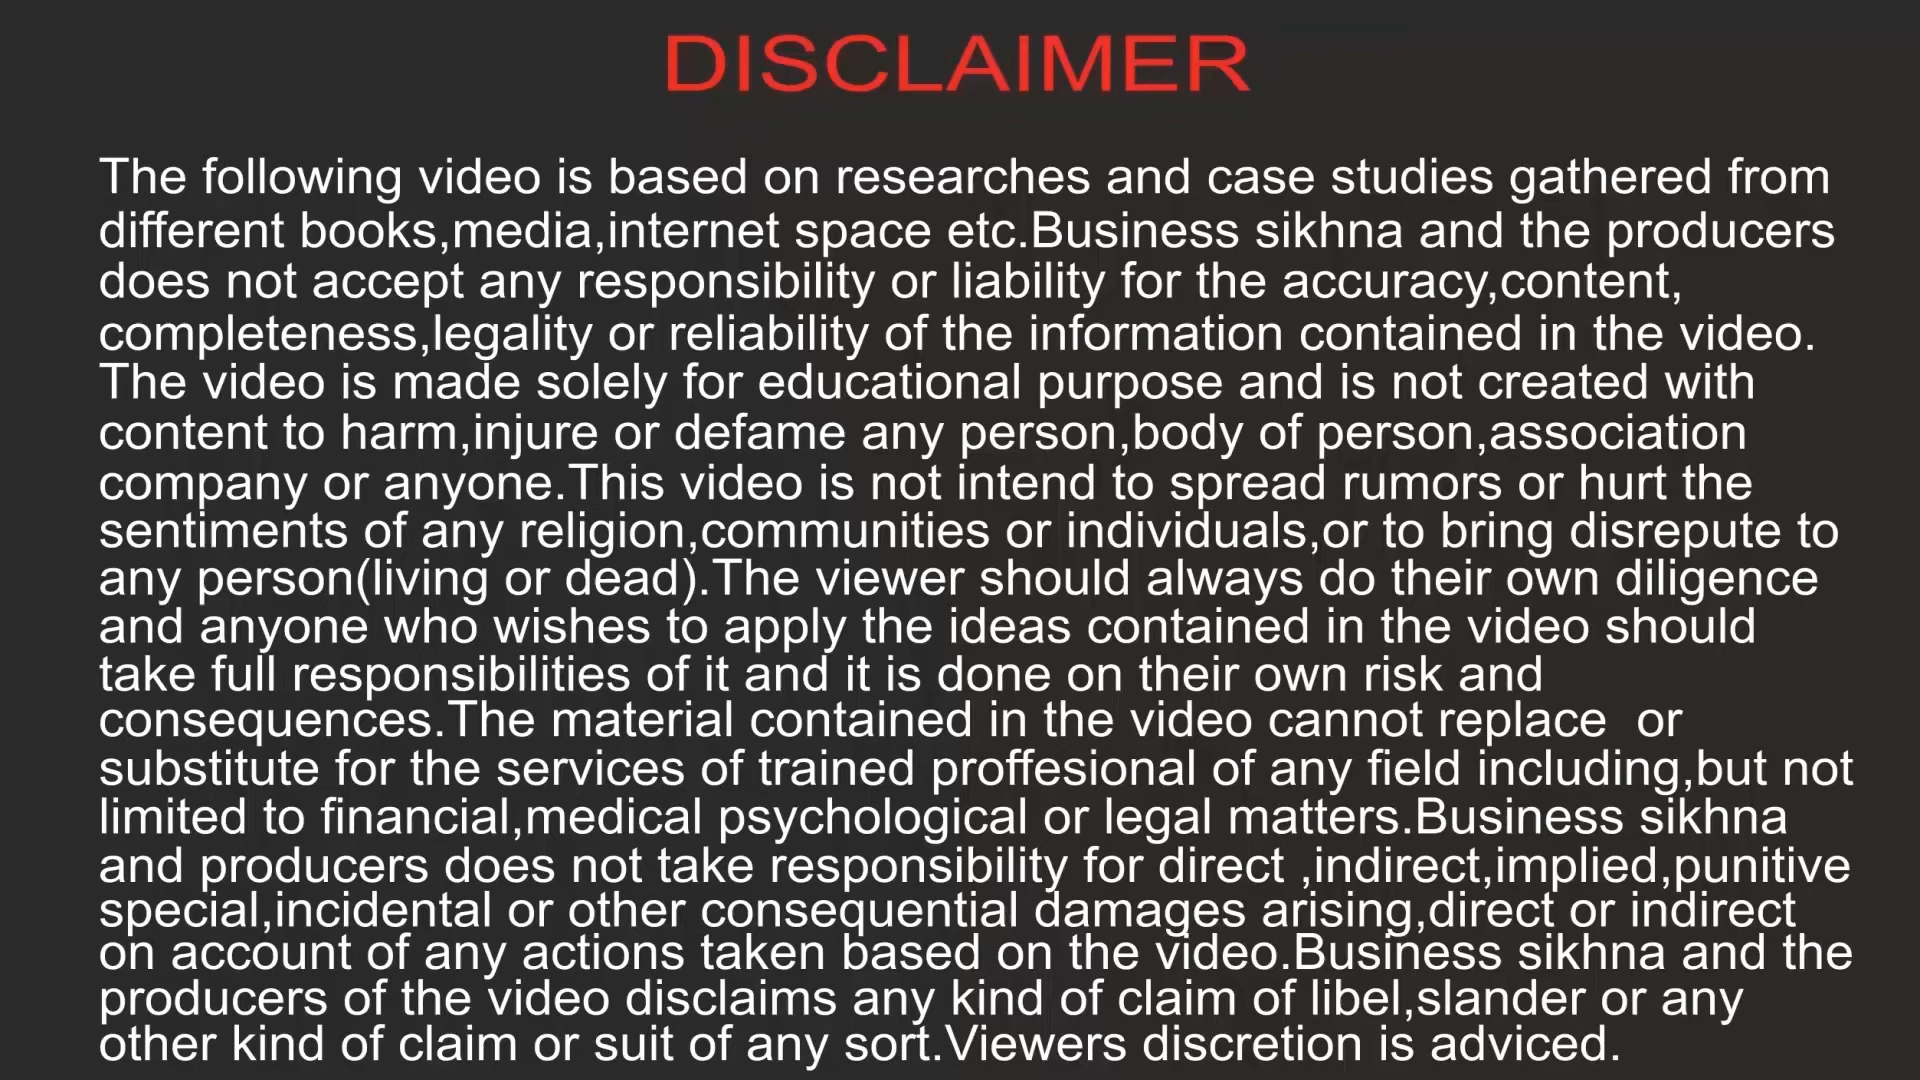 DISCLAIMER
The following video is based on researches and case studies gathered from
different books,media,internet space etc.Business sikhna and the producers
does not accept any responsibility or liability for the accuracy,content,
completeness,legality or reliability of the information contained in the video.
The video is made solely for educational purpose and is not created with
content to harm,injure or defame any person,body of person,association
company or anyone.This video is not intend to spread rumors or hurt the
sentiments of any religion,communities or individuals,or to bring disrepute to
any person(living or dead).The viewer should always do their own diligence
and anyone who wishes to apply the ideas contained in the video should
take full responsibilities of it and it is done on their own risk and
consequences.The material contained in the video cannot replace  or
substitute for the services of trained proffesional of any field including,but not
limited to financial,medical psychological or legal matters.Business sikhna
and producers does not take responsibility for direct ,indirect,implied,punitive
special,incidental or other consequential damages arising,direct or indirect
on account of any actions taken based on the video.Business sikhna and the
producers of the video disclaims any kind of claim of libel,slander or any
other kind of claim or suit of any sort.Viewers discretion is adviced.